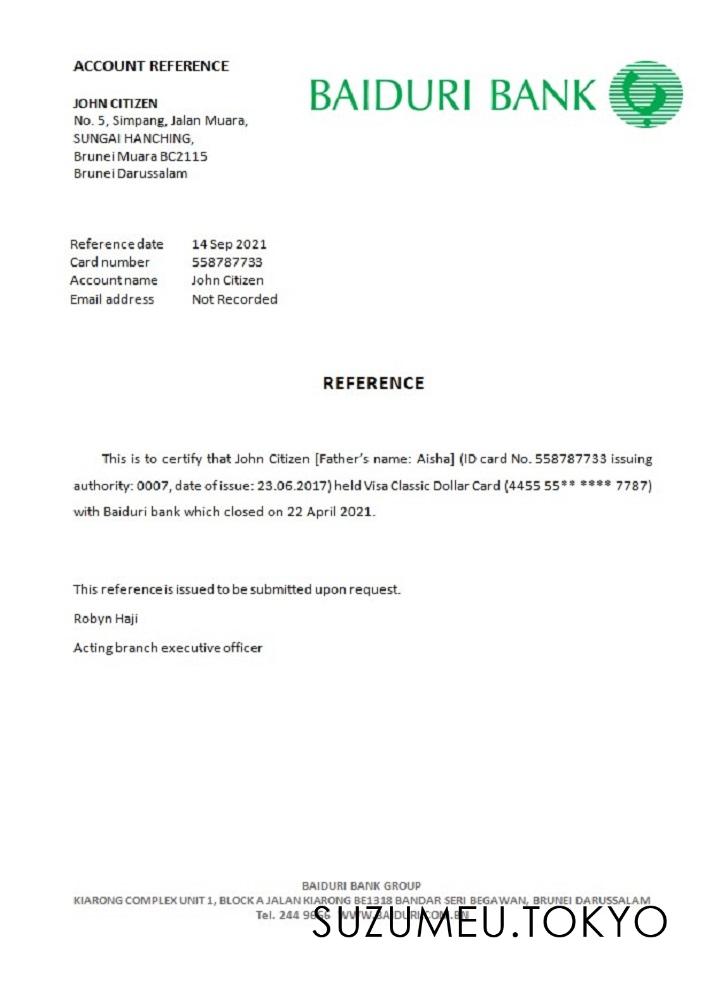 ACCOUNT REFERENCE
BAIDURI BANK
JOHN CITIZEN
No. 5, Simpang, Jalan Muara,
SUNGAI HANCHING,
Brunei Muara BC2115
Brunei Darussalam
Reference date 14 Sep 2021
Card number 558787733
Account name John Citizen
Email address Not Recorded
REFERENCE
This is to certify that John Citizen [Father's name: Aisha] (ID card No. 558787733 issuing
authority: 0007, date of issue: 23.06.2017) held Visa Classic Dollar Card (4455 55** **** 7787)
with Baiduri bank which closed on 22 April 2021.
This reference is issued to be submitted upon request.
Robyn Haji
Acting branch executive officer
BAIDURI BANK GROUP
KIARONG COMPLEX UNIT 1, BLOCK A JALAN KIARONG BE1318 BANDAR SERI BEGAWAN, BRUNEI DARUSSALAM
Tel. 244 9666 WWW.BAIDURI.COM.BN
SUZUMEU.TOKYO